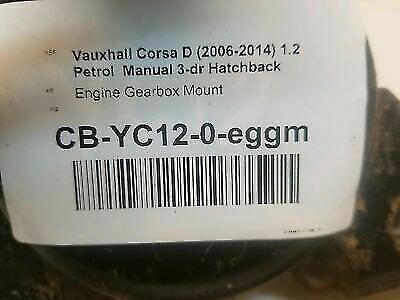 Vauxhall Corsa D (2006-2014) 1.2
Petrol Manual 3-dr Hatchback
Engine Gearbox Mount
CB-YC12-0-eggm